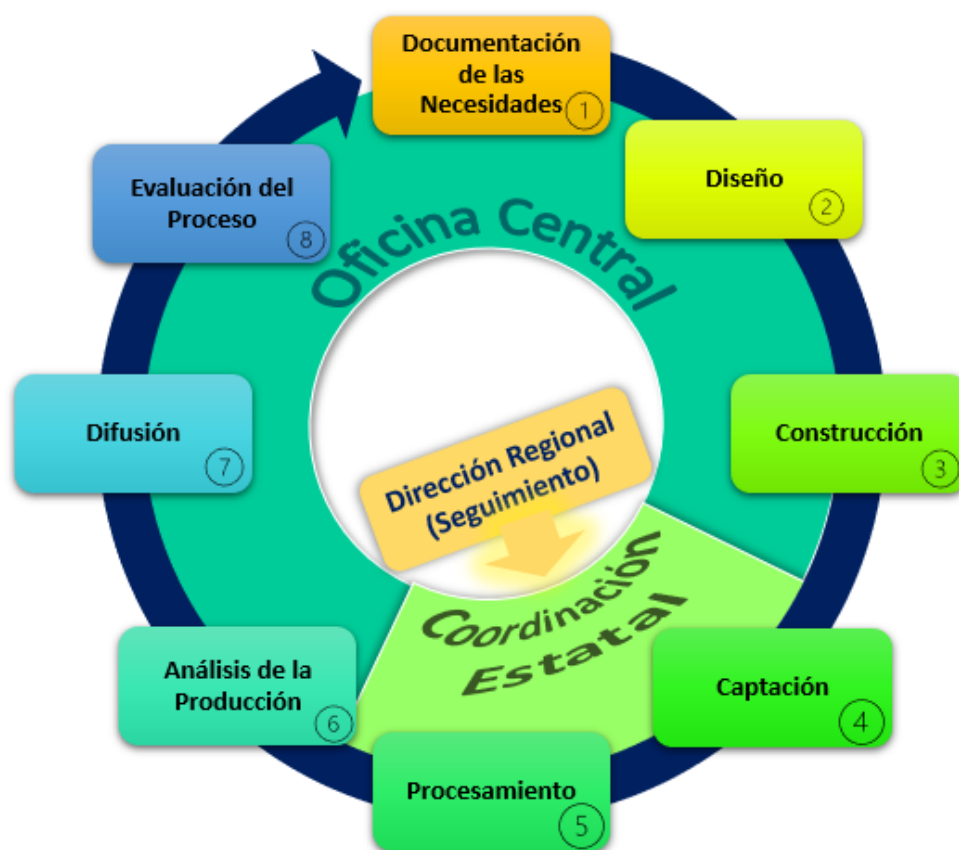 Documentación
de las
Necesidades
1
Diseño
2
Construcción
3
Captación
4
Procesamiento
5
Análisis de la
Producción
6
Difusión
7
Evaluación del
Proceso
8
Oficina Central
Dirección Regional
(Seguimiento)
Coordinación
Estatal